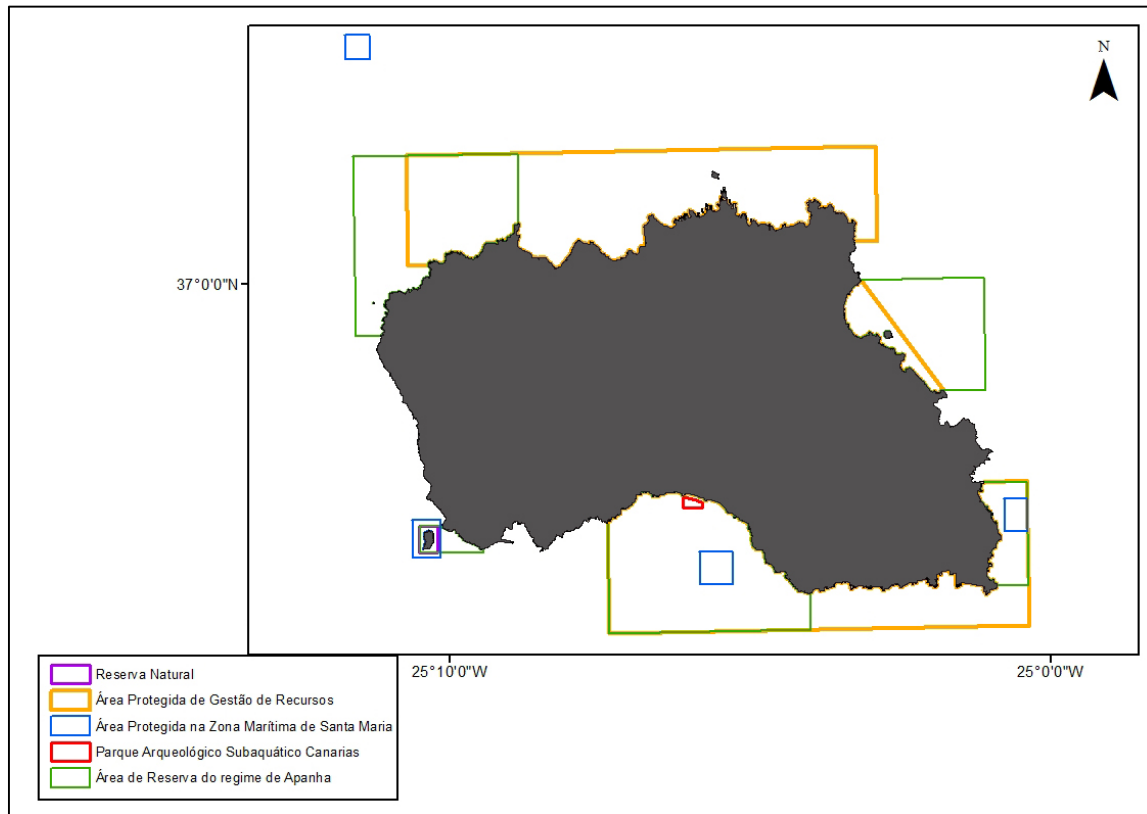 N
37°0'0"N
25°10'0"W
25°0'0"W
Reserva Natural
Área Protegida de Gestão de Recursos
Área Protegida na Zona Marítima de Santa Maria
Parque Arqueológico Subaquático Canarias
Área de Reserva do regime de Apanha